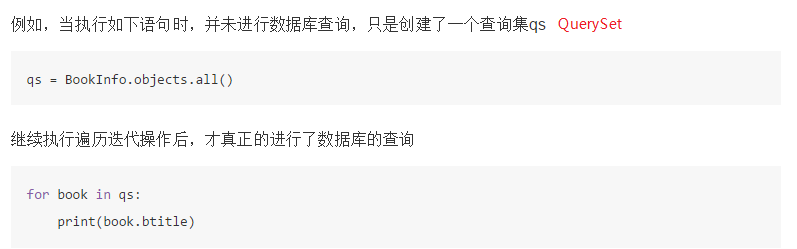 例如，当执行如下语句时，并未进行数据库查询，只是创建了一个查询集qs QuerySet
qs = BookInfo.objects.all()
继续执行遍历迭代操作后，才真正的进行了数据库的查询
for book in qs:
    print(book.btitle)